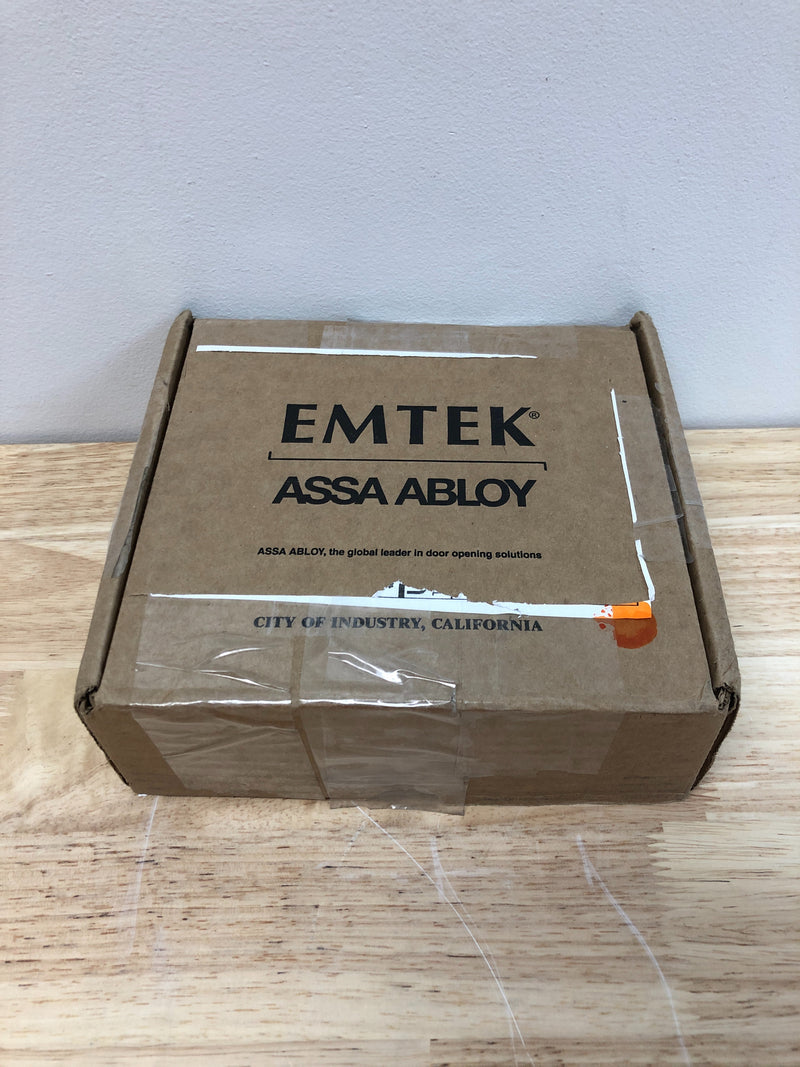 EMTEK®
ASSA ABLOY
ASSA ABLOY, the global leader in door opening solutions
CITY OF INDUSTRY, CALIFORNIA